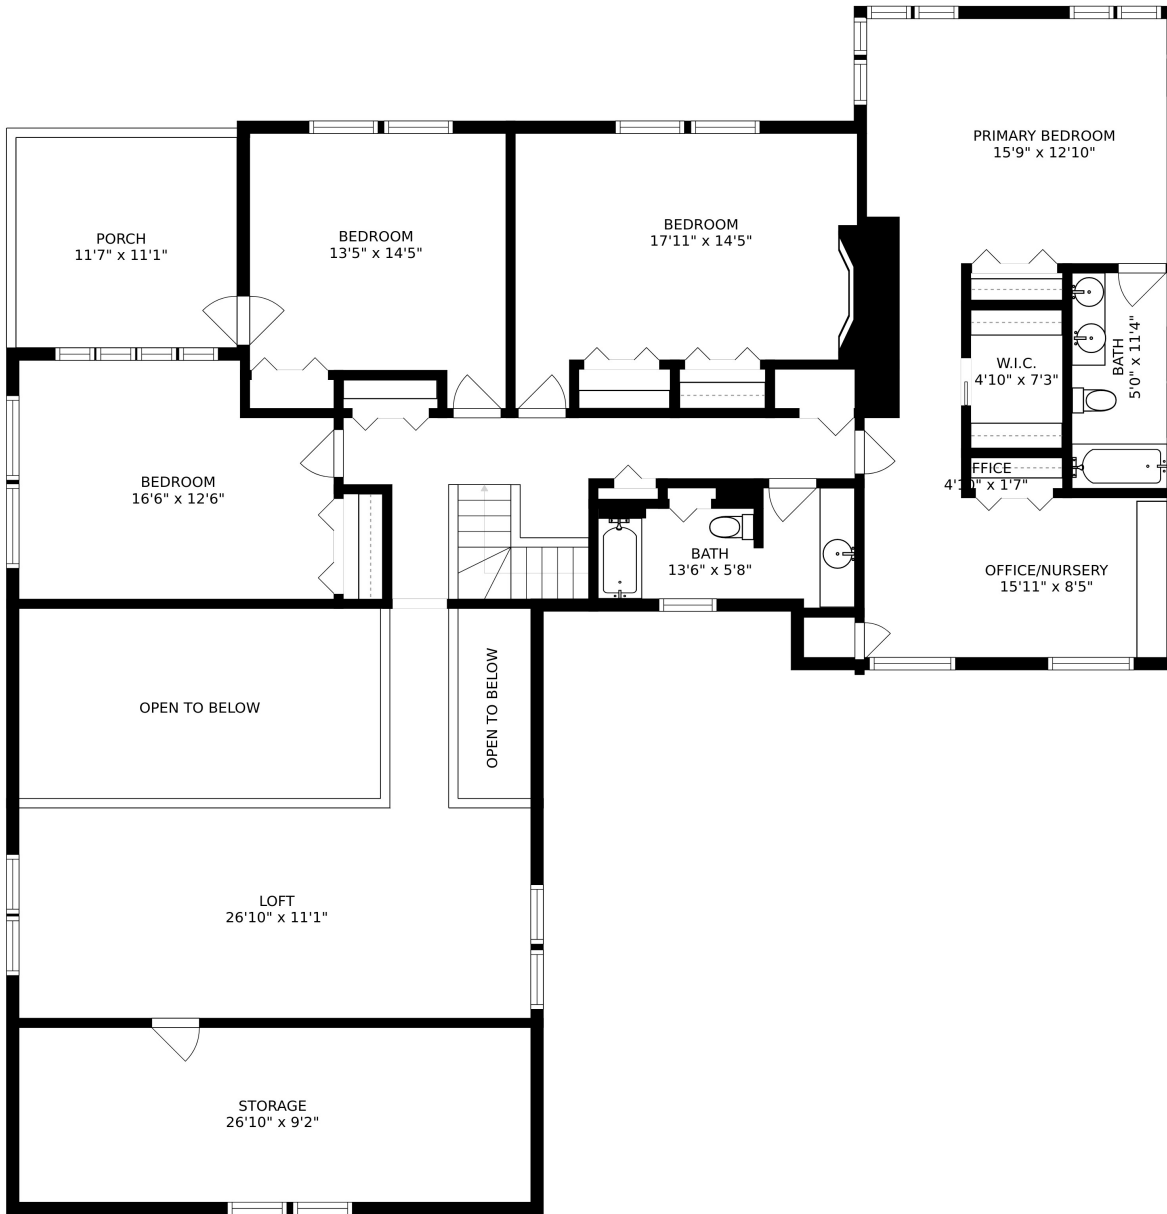 PRIMARY BEDROOM
15'9" x 12'10"
PORCH
11'7" x 11'1"
BEDROOM
13'5" x 14'5"
BEDROOM
17'11" x 14'5"
W.I.C.
4'10" x 7'3"
BATH
5'0" x 11'4"
BEDROOM
16'6" x 12'6"
FFICE
x 1'7"
BATH
13'6" x 5'8"
OFFICE/NURSERY
15'11" x 8'5"
OPEN TO BELOW
OPEN TO BELOW
LOFT
26'10" x 11'1"
STORAGE
26'10" x 9'2"